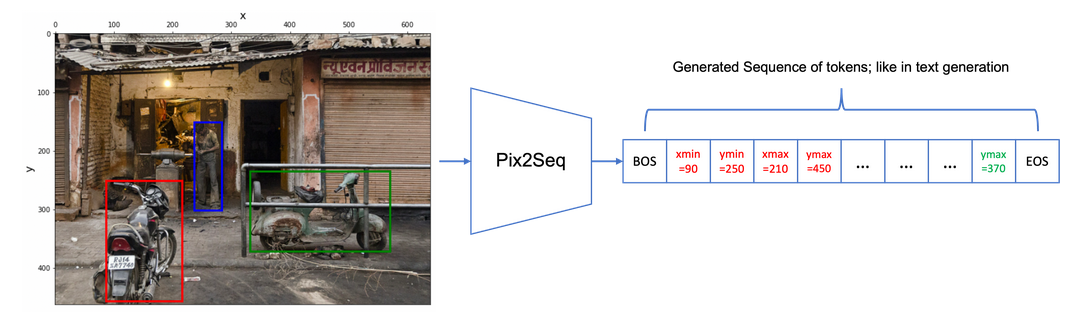 x
0 100 200 300 400 500 600
0
100
200
300
400
y
न्यू एवन प्रोविजन स
RJ14
Generated Sequence of tokens; like in text generation
Pix2Seq
BOS
xmin
=90
ymin
=250
xmax
=210
ymax
=450
...
...
...
ymax
=370
EOS